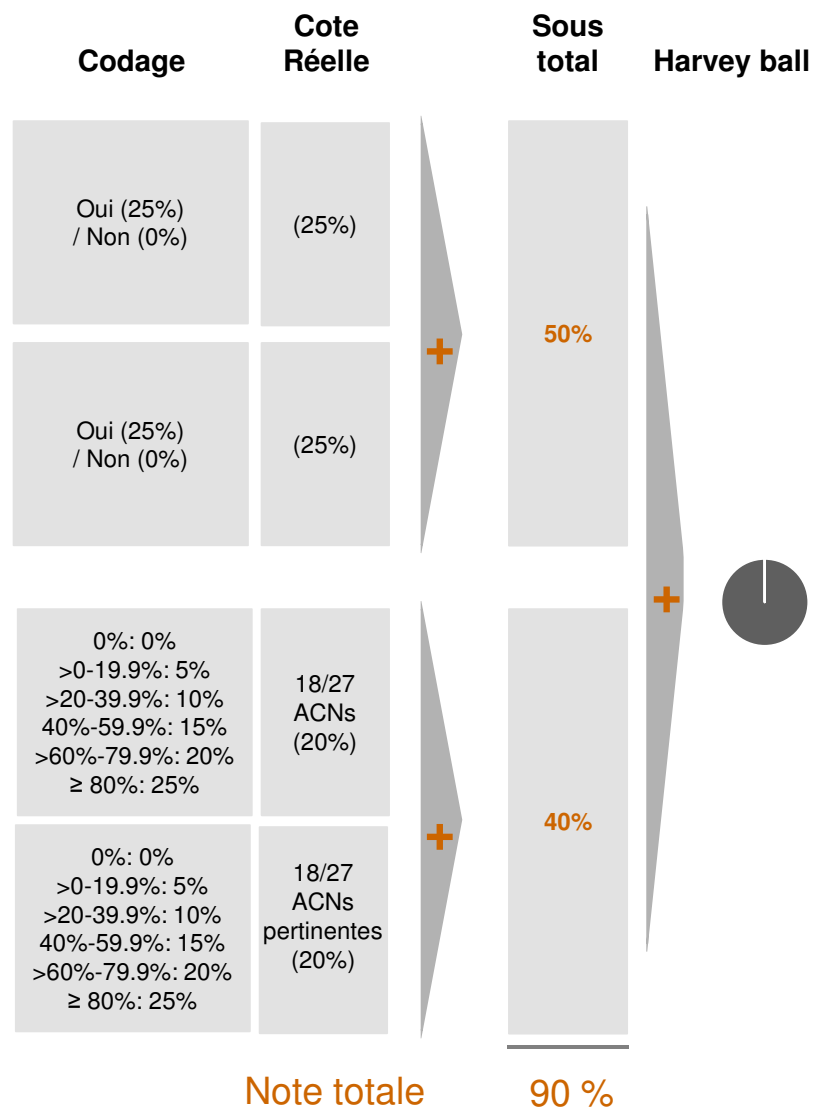 Codage
Cote
Réelle
Sous
total
Harvey ball
Oui (25%)
/ Non (0%)
(25%)
50%
Oui (25%)
/ Non (0%)
(25%)
+
+
0%: 0%
>0-19.9%: 5%
>20-39.9%: 10%
40%-59.9%: 15%
>60%-79.9%: 20%
≥ 80%: 25%
18/27
ACNs
(20%)
40%
+
0%: 0%
>0-19.9%: 5%
>20-39.9%: 10%
40%-59.9%: 15%
>60%-79.9%: 20%
≥ 80%: 25%
18/27
ACNs
pertinentes
(20%)
Note totale
90 %